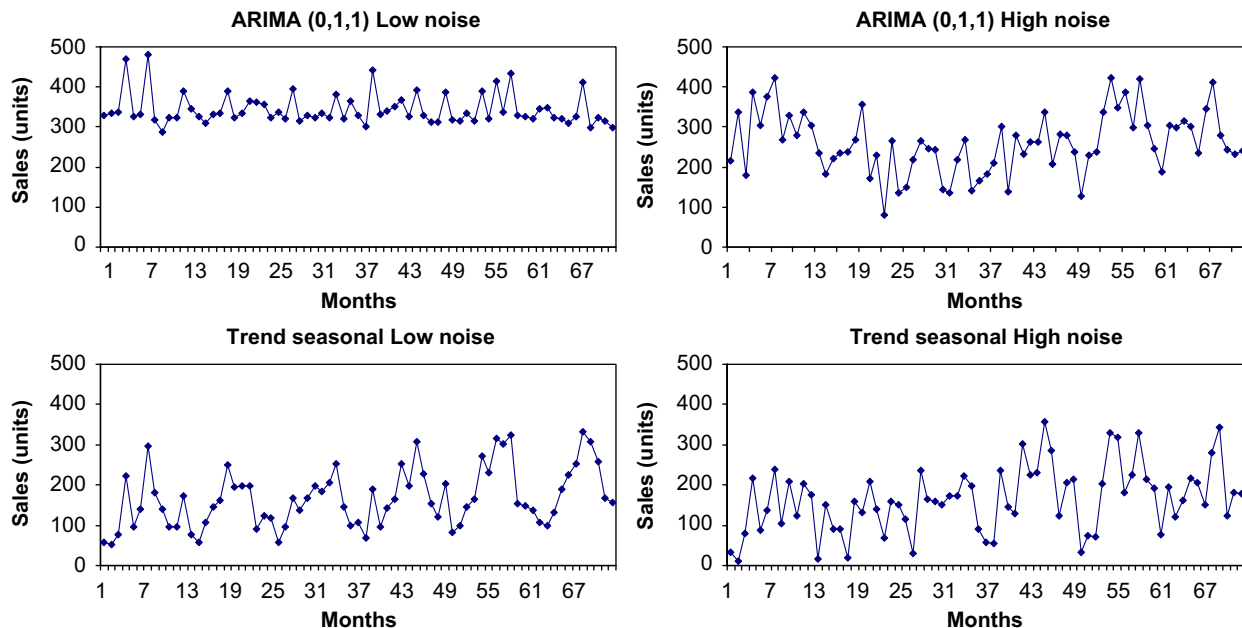 ARIMA (0,1,1) Low noise
Sales (units)
500
400
300
200
100
0
1 7 13 19 25 31 37 43 49 55 61 67
Months
ARIMA (0,1,1) High noise
Sales (units)
500
400
300
200
100
0
1 7 13 19 25 31 37 43 49 55 61 67
Months
Trend seasonal Low noise
Sales (units)
500
400
300
200
100
0
1 7 13 19 25 31 37 43 49 55 61 67
Months
Trend seasonal High noise
Sales (units)
500
400
300
200
100
0
1 7 13 19 25 31 37 43 49 55 61 67
Months